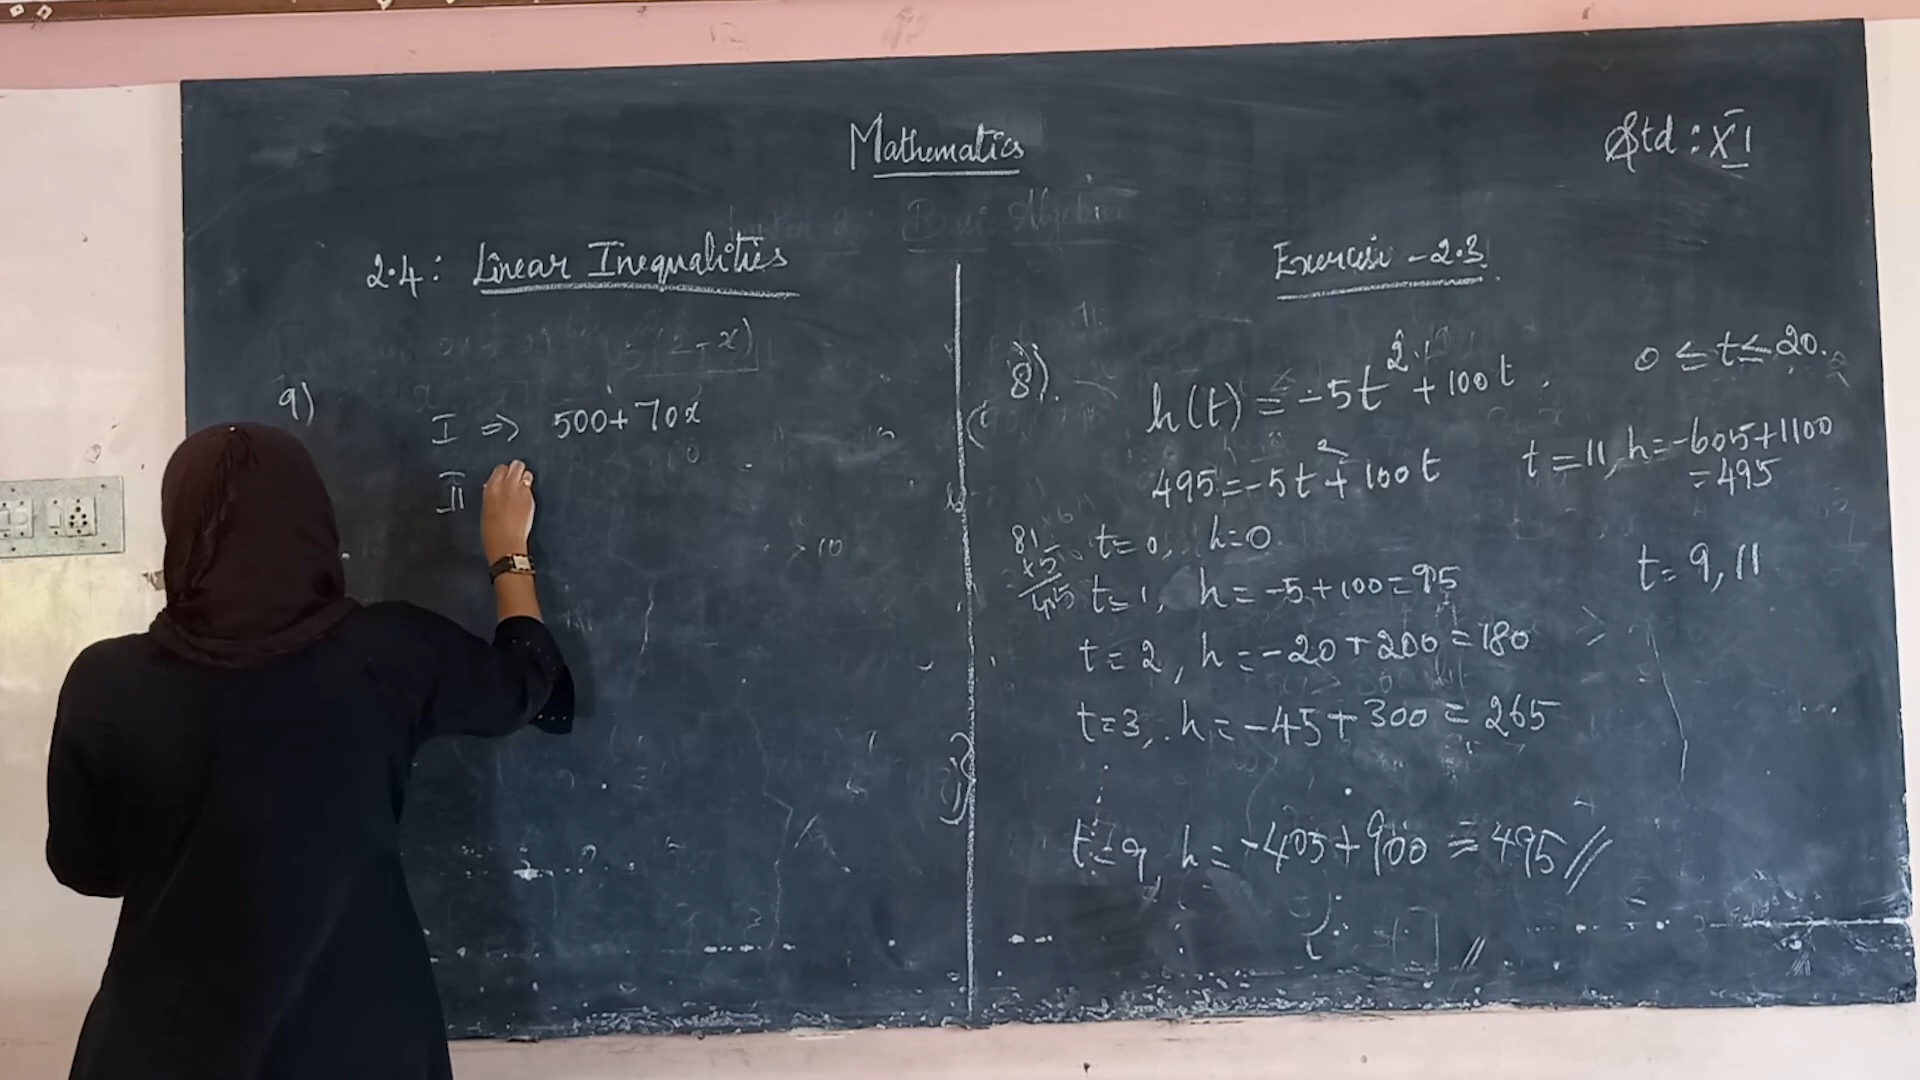 Mathematics
Std : XI
2.4 : Linear Inequalities
9)
I ⇒ 500+70x
II
Exercise - 2.3
8).
h(t) = -5t² + 100t
0 ≤ t ≤ 20.
495 = -5t² + 100t
t = 11, h = -605 + 1100
= 495
81
×5
405
t = 0, h = 0
t = 1, h = -5 + 100 = 95
t = 9, 11
t = 2, h = -20 + 200 = 180
t = 3, h = -45 + 300 = 265
t = 9, h = -405 + 900 = 495 //